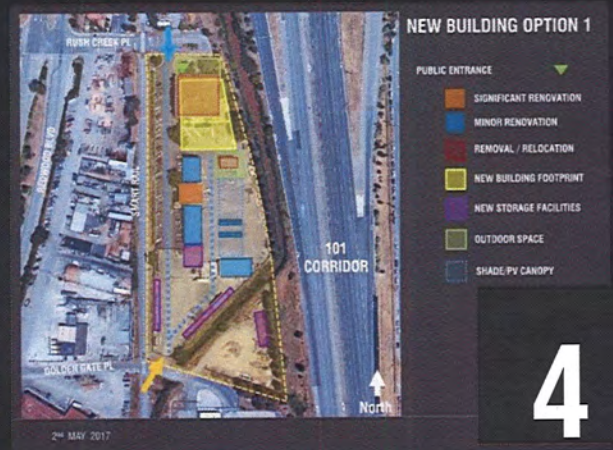 NEW BUILDING OPTION 1
RUSH CREEK PL
PUBLIC ENTRANCE
SIGNIFICANT RENOVATION
MINOR RENOVATION
REMOVAL / RELOCATION
NEW BUILDING FOOTPRINT
NEW STORAGE FACILITIES
OUTDOOR SPACE
SHADE/PV CANOPY
101
CORRIDOR
GOLDEN GATE PL
North
4
2ND MAY 2017